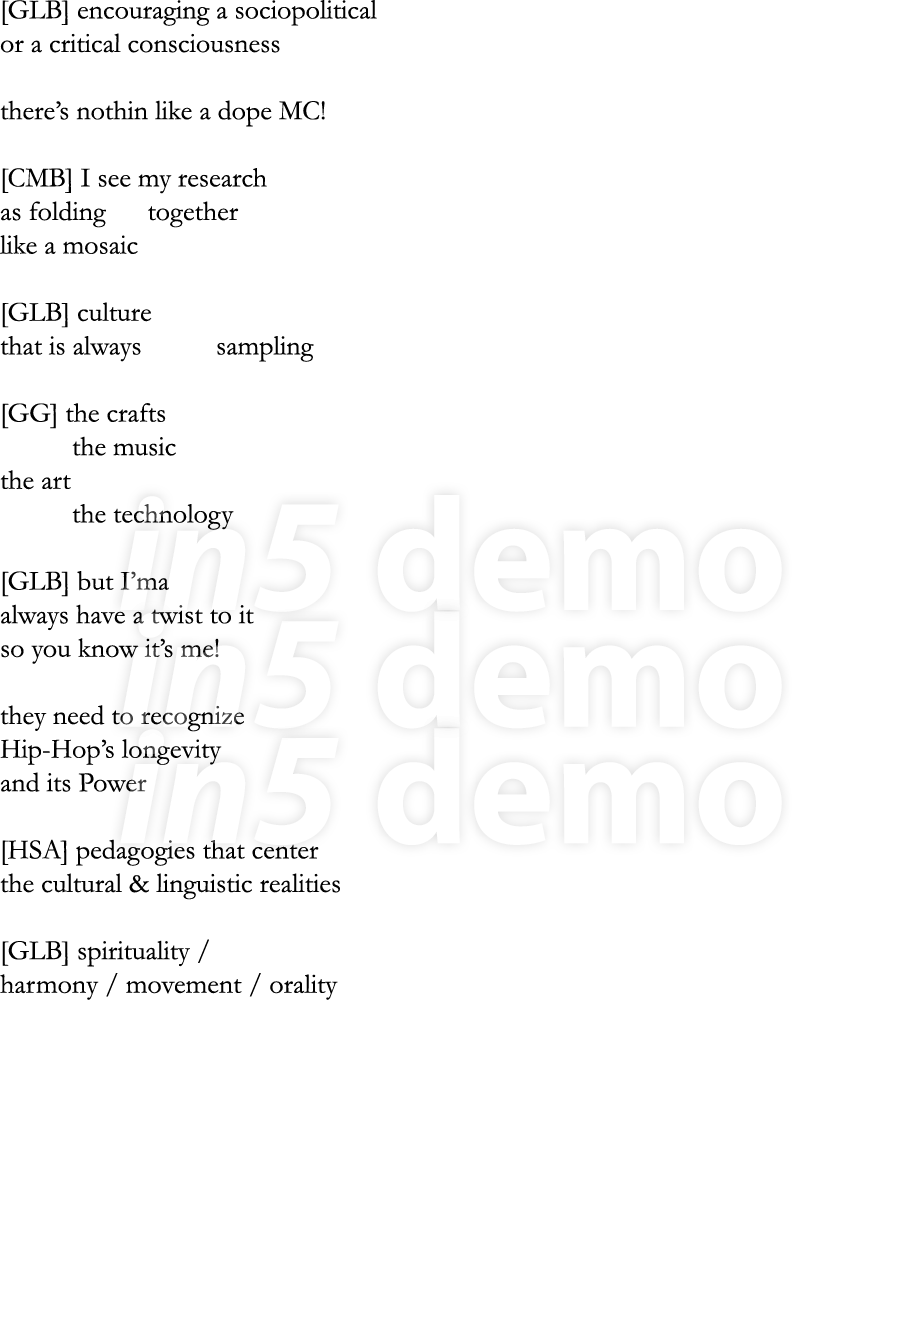 [GLB] encouraging a sociopolitical
or a critical consciousness
there’s nothin like a dope MC!
[CMB] I see my research
as folding together
like a mosaic
[GLB] culture
that is always sampling
[GG] the crafts
the music
the art
the technology
[GLB] but I’ma
always have a twist to it
so you know it’s me!
they need to recognize
Hip-Hop’s longevity
and its Power
[HSA] pedagogies that center
the cultural & linguistic realities
[GLB] spirituality /
harmony / movement / orality
in5 demo
in5 demo
in5 demo